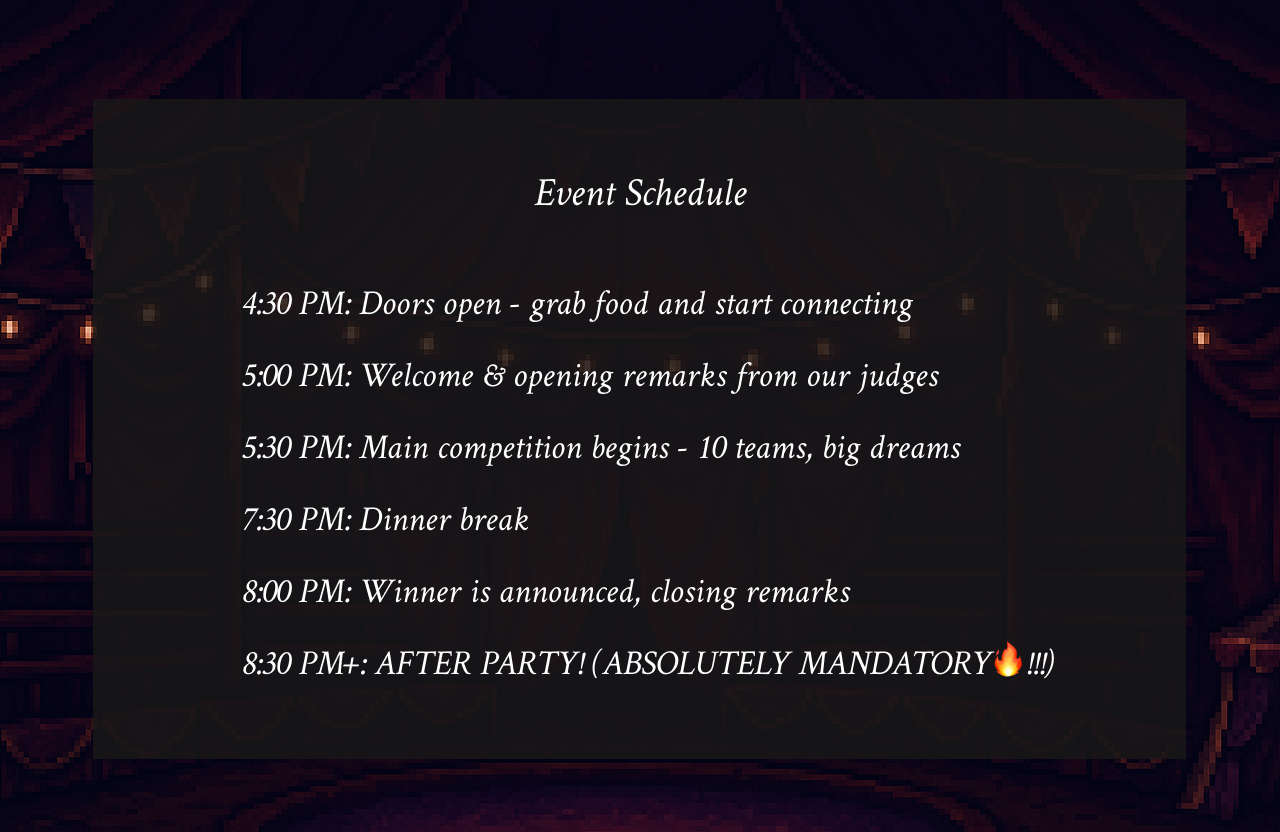 Event Schedule
4:30 PM: Doors open - grab food and start connecting
5:00 PM: Welcome & opening remarks from our judges
5:30 PM: Main competition begins - 10 teams, big dreams
7:30 PM: Dinner break
8:00 PM: Winner is announced, closing remarks
8:30 PM+: AFTER PARTY! (ABSOLUTELY MANDATORY🔥!!!)